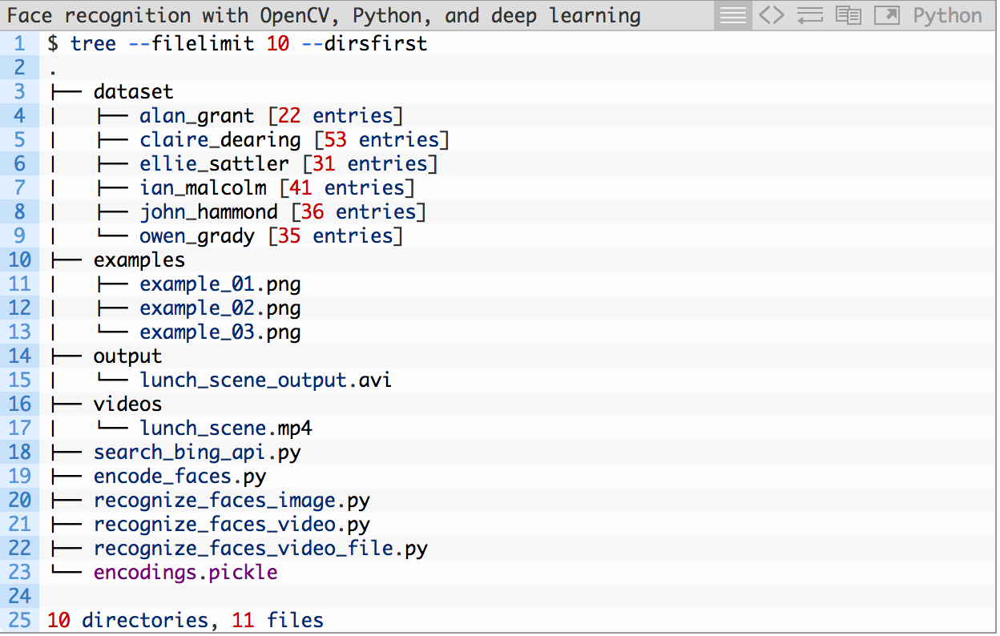 Face recognition with OpenCV, Python, and deep learning Python
1 $ tree --filelimit 10 --dirsfirst
2 .
3 ├── dataset
4 │   ├── alan_grant [22 entries]
5 │   ├── claire_dearing [53 entries]
6 │   ├── ellie_sattler [31 entries]
7 │   ├── ian_malcolm [41 entries]
8 │   ├── john_hammond [36 entries]
9 │   └── owen_grady [35 entries]
10 ├── examples
11 │   ├── example_01.png
12 │   ├── example_02.png
13 │   └── example_03.png
14 ├── output
15 │   └── lunch_scene_output.avi
16 ├── videos
17 │   └── lunch_scene.mp4
18 ├── search_bing_api.py
19 ├── encode_faces.py
20 ├── recognize_faces_image.py
21 ├── recognize_faces_video.py
22 ├── recognize_faces_video_file.py
23 └── encodings.pickle
24
25 10 directories, 11 files